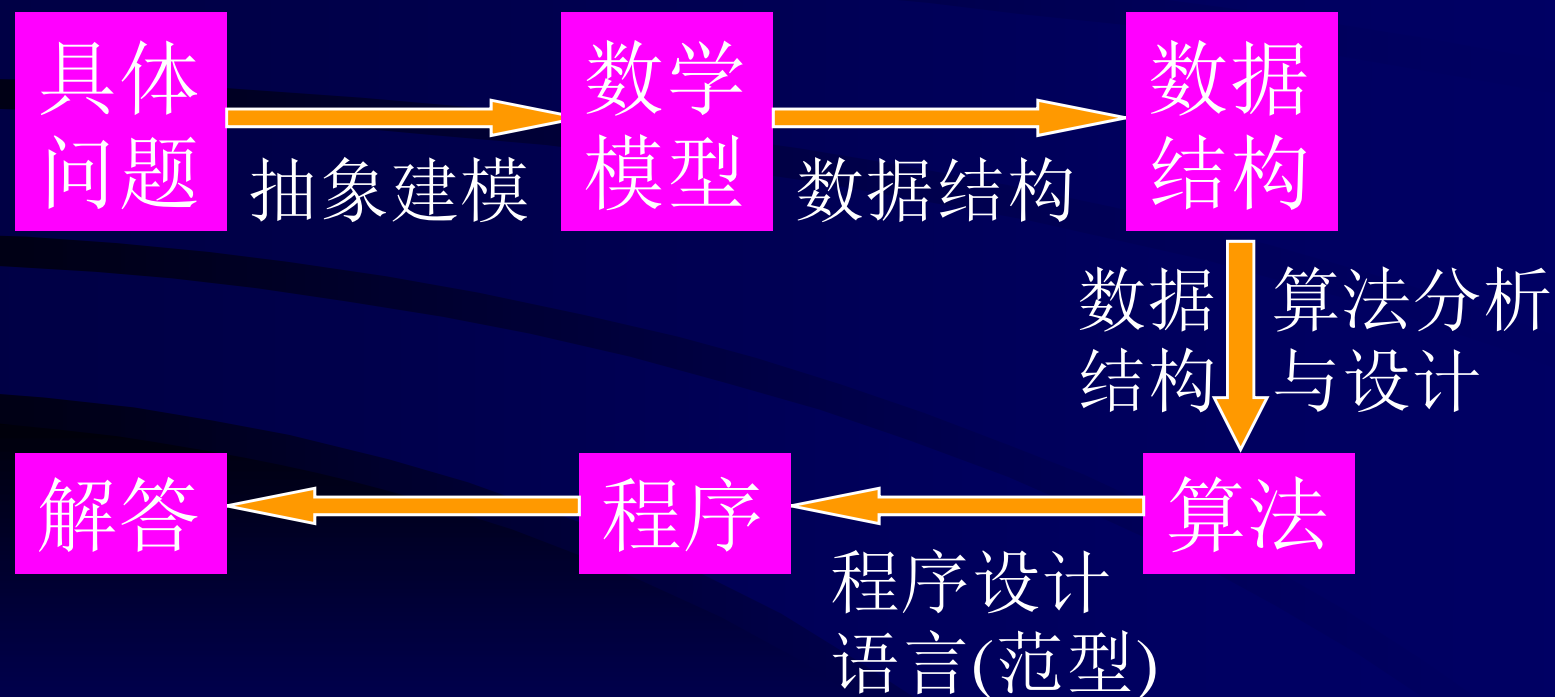 具体
问题
抽象建模
数学
模型
数据结构
数据
结构
数据
结构
算法分析
与设计
算法
程序设计
语言(范型)
程序
解答